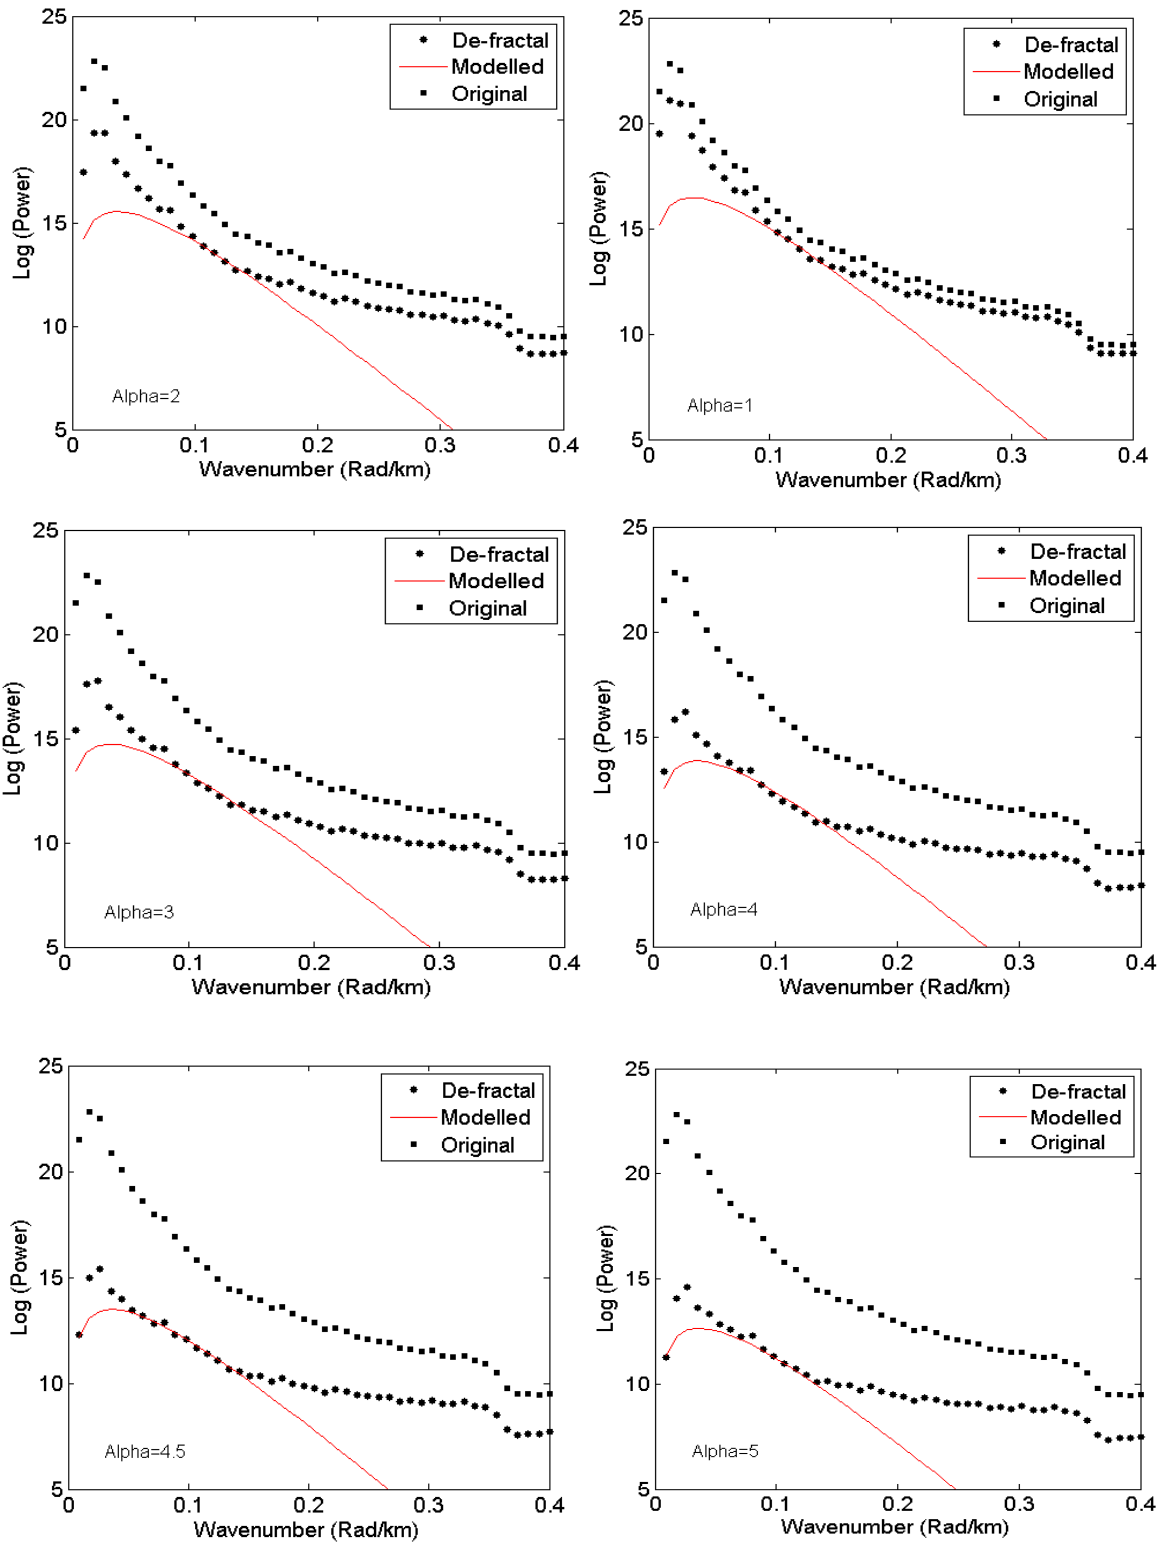 25
20
15
10
5
Log (Power)
De-fractal
Modelled
Original
Alpha=2
0
0.1
0.2
0.3
0.4
Wavenumber (Rad/km)
25
20
15
10
5
Log (Power)
De-fractal
Modelled
Original
Alpha=1
0
0.1
0.2
0.3
0.4
Wavenumber (Rad/km)
25
20
15
10
5
Log (Power)
De-fractal
Modelled
Original
Alpha=3
0
0.1
0.2
0.3
0.4
Wavenumber (Rad/km)
25
20
15
10
5
Log (Power)
De-fractal
Modelled
Original
Alpha=4
0
0.1
0.2
0.3
0.4
Wavenumber (Rad/km)
25
20
15
10
5
Log (Power)
De-fractal
Modelled
Original
Alpha=4.5
0
0.1
0.2
0.3
0.4
Wavenumber (Rad/km)
25
20
15
10
5
Log (Power)
De-fractal
Modelled
Original
Alpha=5
0
0.1
0.2
0.3
0.4
Wavenumber (Rad/km)